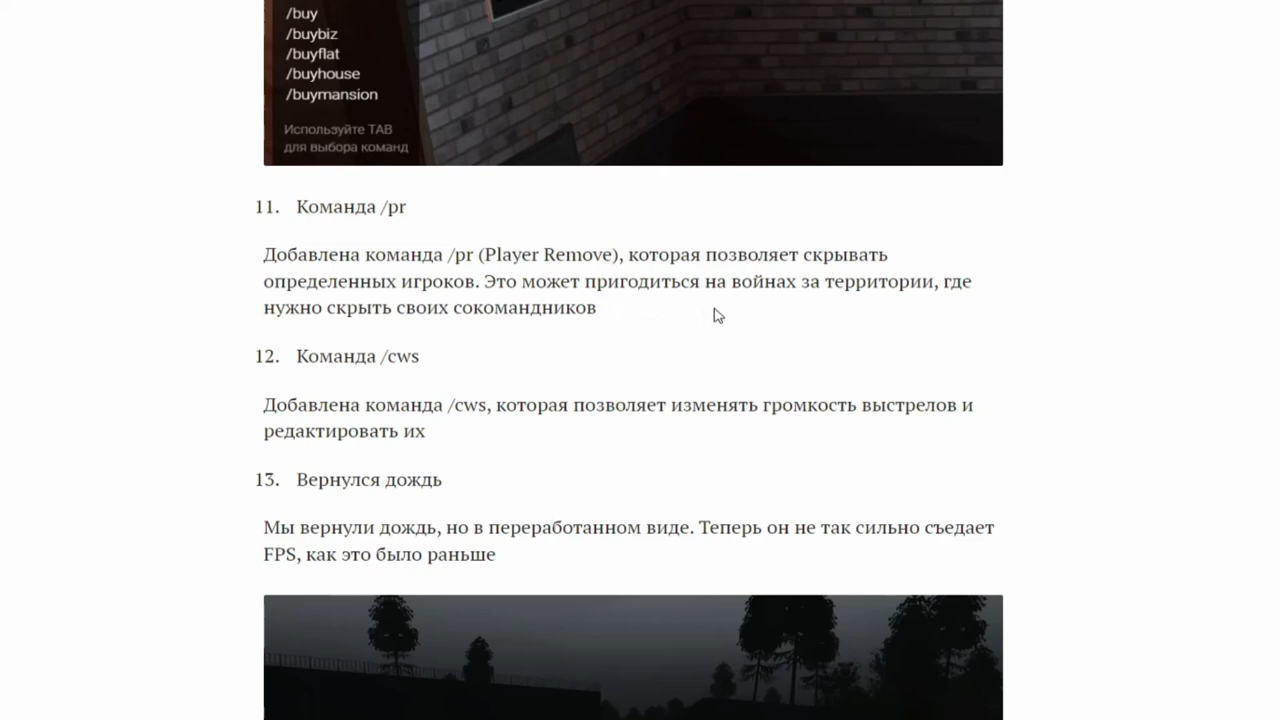 /buy
/buybiz
/buyflat
/buyhouse
/buymansion
Используйте TAB
для выбора команд
11. Команда /pr
Добавлена команда /pr (Player Remove), которая позволяет скрывать
определенных игроков. Это может пригодиться на войнах за территории, где
нужно скрыть своих сокомандников
12. Команда /cws
Добавлена команда /cws, которая позволяет изменять громкость выстрелов и
редактировать их
13. Вернулся дождь
Мы вернули дождь, но в переработанном виде. Теперь он не так сильно съедает
FPS, как это было раньше